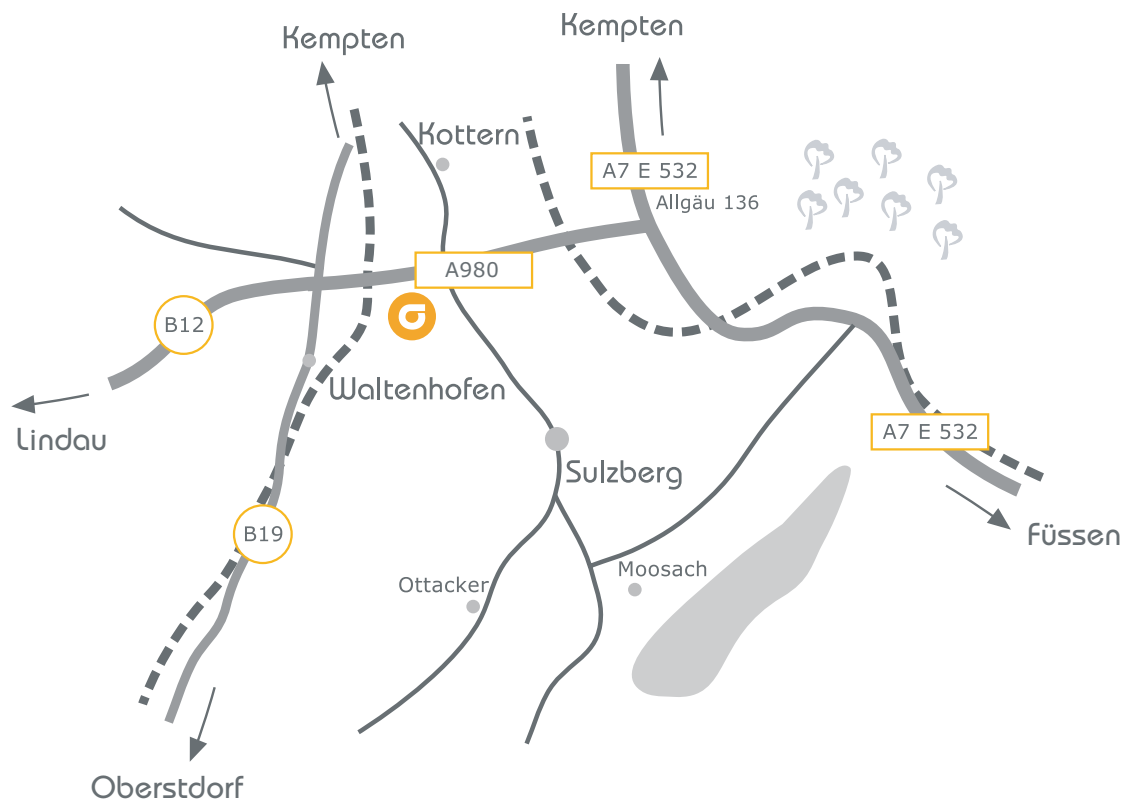 Kempten
Kempten
Kottern
A7 E 532
Allgäu 136
A980
B12
Waltenhofen
Lindau
A7 E 532
Sulzberg
B19
Füssen
Moosach
Ottacker
Oberstdorf